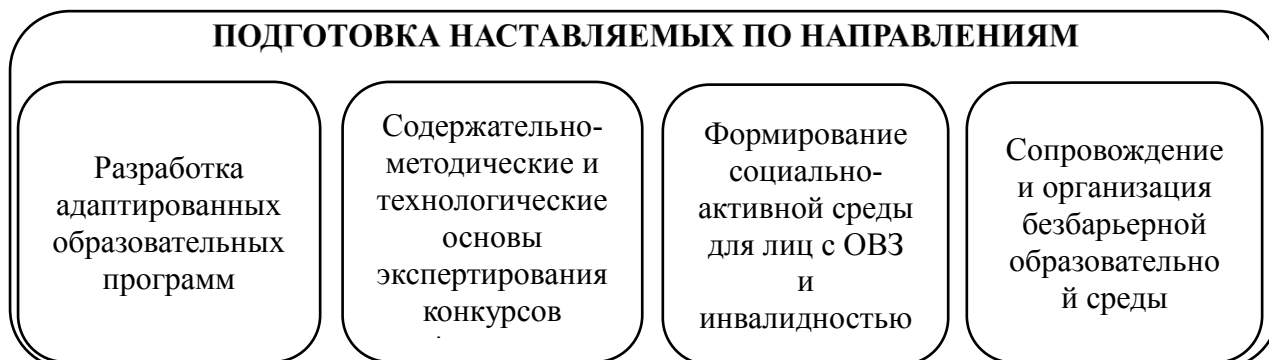 ПОДГОТОВКА НАСТАВЛЯЕМЫХ ПО НАПРАВЛЕНИЯМ
Разработка
адаптированных
образовательных
программ
Содержательно-
методические и
технологические
основы
экспертирования
конкурсов
Формирование
социально-
активной среды
для лиц с ОВЗ
и
инвалидностью
Сопровождение
и организация
безбарьерной
образовательно
й среды